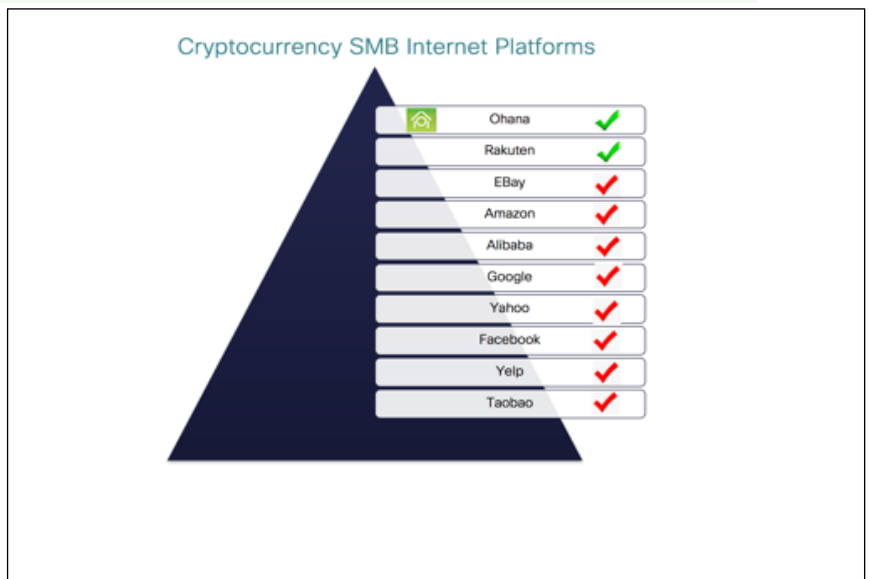 Cryptocurrency SMB Internet Platforms
Ohana
Rakuten
EBay
Amazon
Alibaba
Google
Yahoo
Facebook
Yelp
Taobao